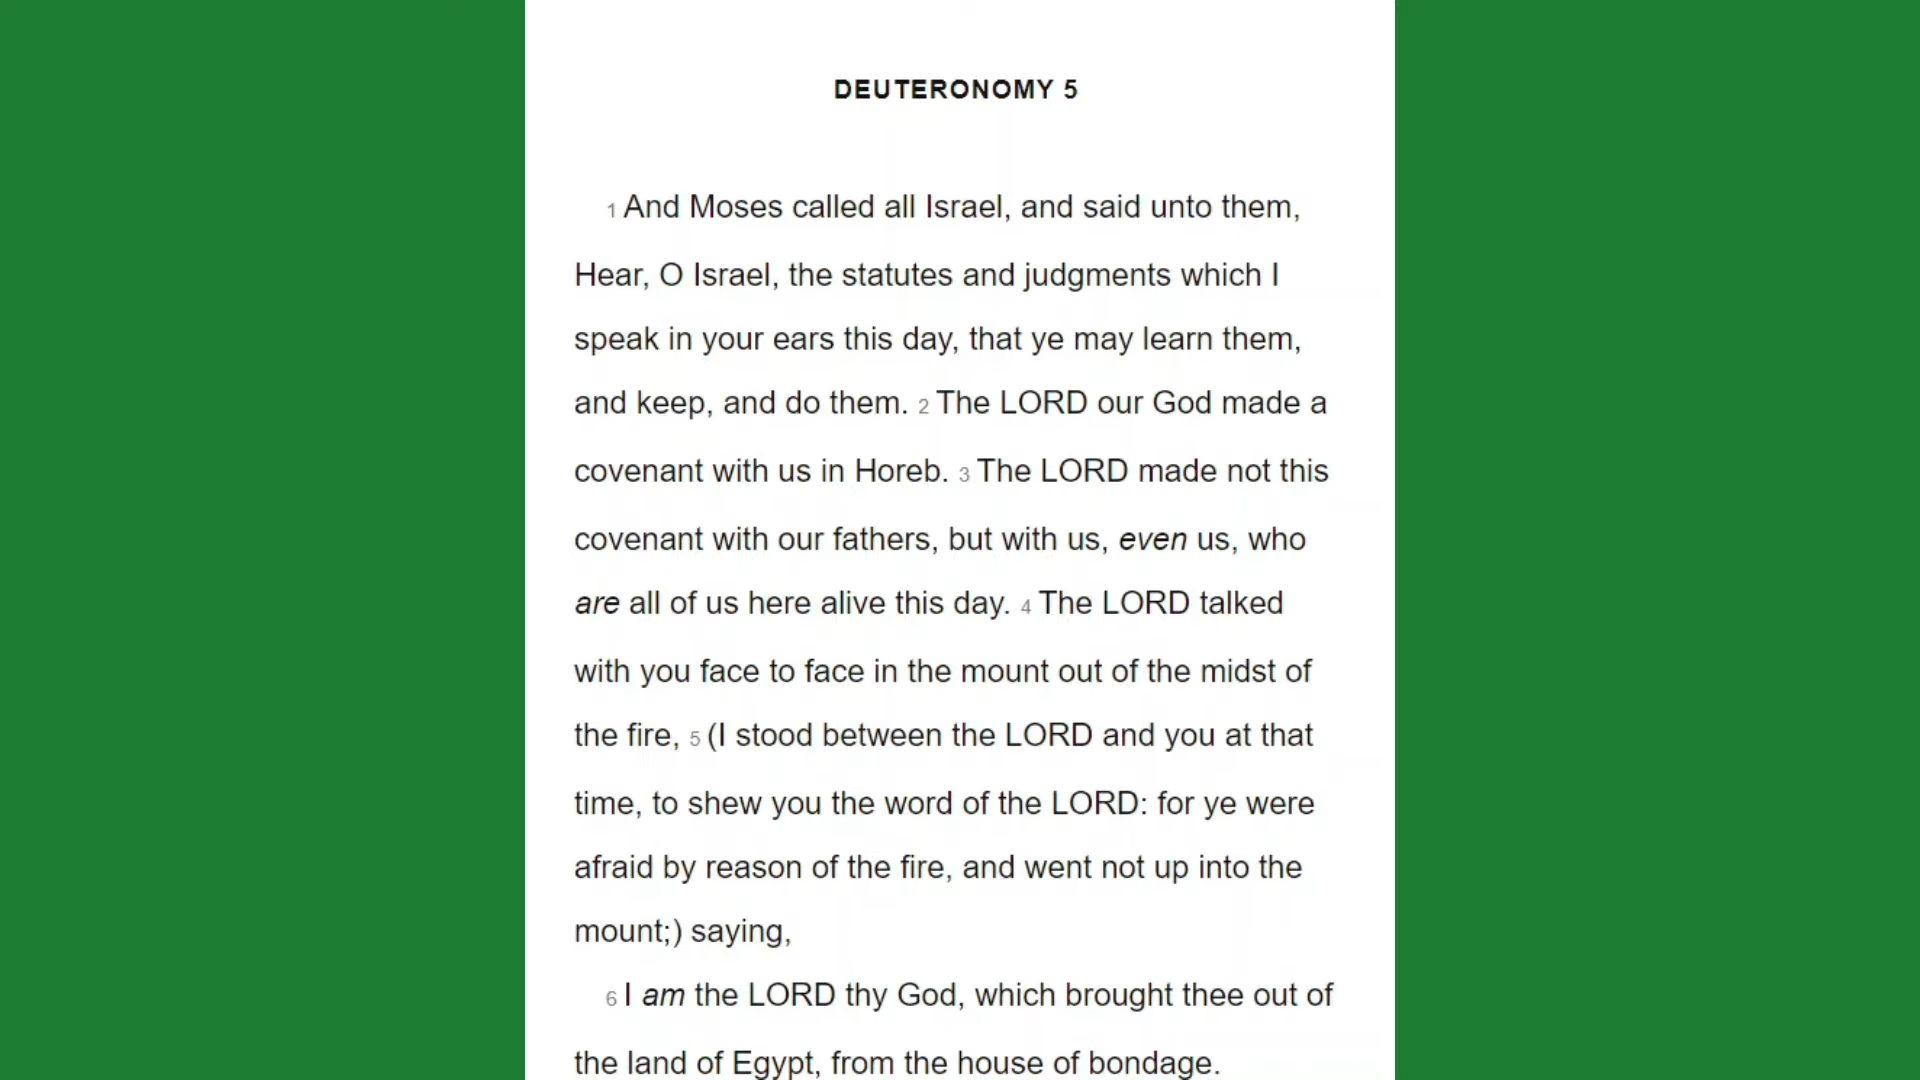 DEUTERONOMY 5
1 And Moses called all Israel, and said unto them,
Hear, O Israel, the statutes and judgments which I
speak in your ears this day, that ye may learn them,
and keep, and do them. 2 The LORD our God made a
covenant with us in Horeb. 3 The LORD made not this
covenant with our fathers, but with us, even us, who
are all of us here alive this day. 4 The LORD talked
with you face to face in the mount out of the midst of
the fire, 5 (I stood between the LORD and you at that
time, to shew you the word of the LORD: for ye were
afraid by reason of the fire, and went not up into the
mount;) saying,
6 I am the LORD thy God, which brought thee out of
the land of Egypt, from the house of bondage.